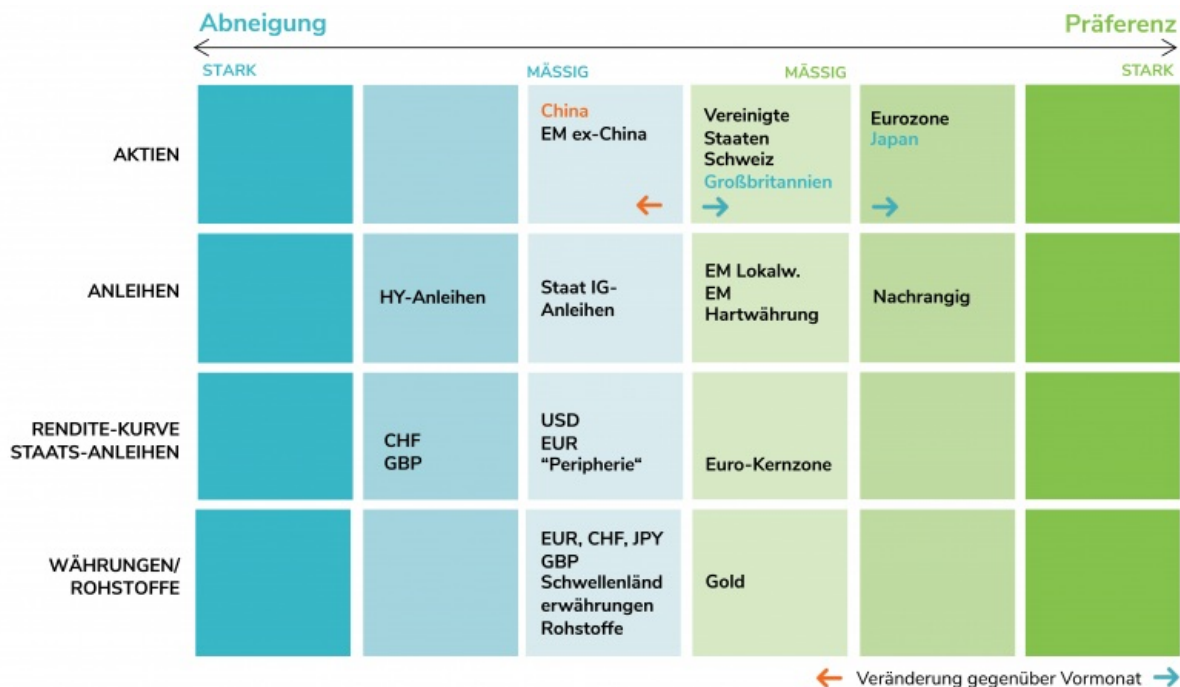 Abneigung
Präferenz
STARK
MÄSSIG
MÄSSIG
STARK
AKTIEN
China
EM ex-China
Vereinigte
Staaten
Schweiz
Großbritannien
Eurozone
Japan
ANLEIHEN
HY-Anleihen
Staat IG-
Anleihen
EM Lokalw.
EM
Hartwährung
Nachrangig
RENDITE-KURVE
STAATS-ANLEIHEN
CHF
GBP
USD
EUR
“Peripherie“
Euro-Kernzone
WÄHRUNGEN/
ROHSTOFFE
EUR, CHF, JPY
GBP
Schwellenländ
erwährungen
Rohstoffe
Gold
Veränderung gegenüber Vormonat